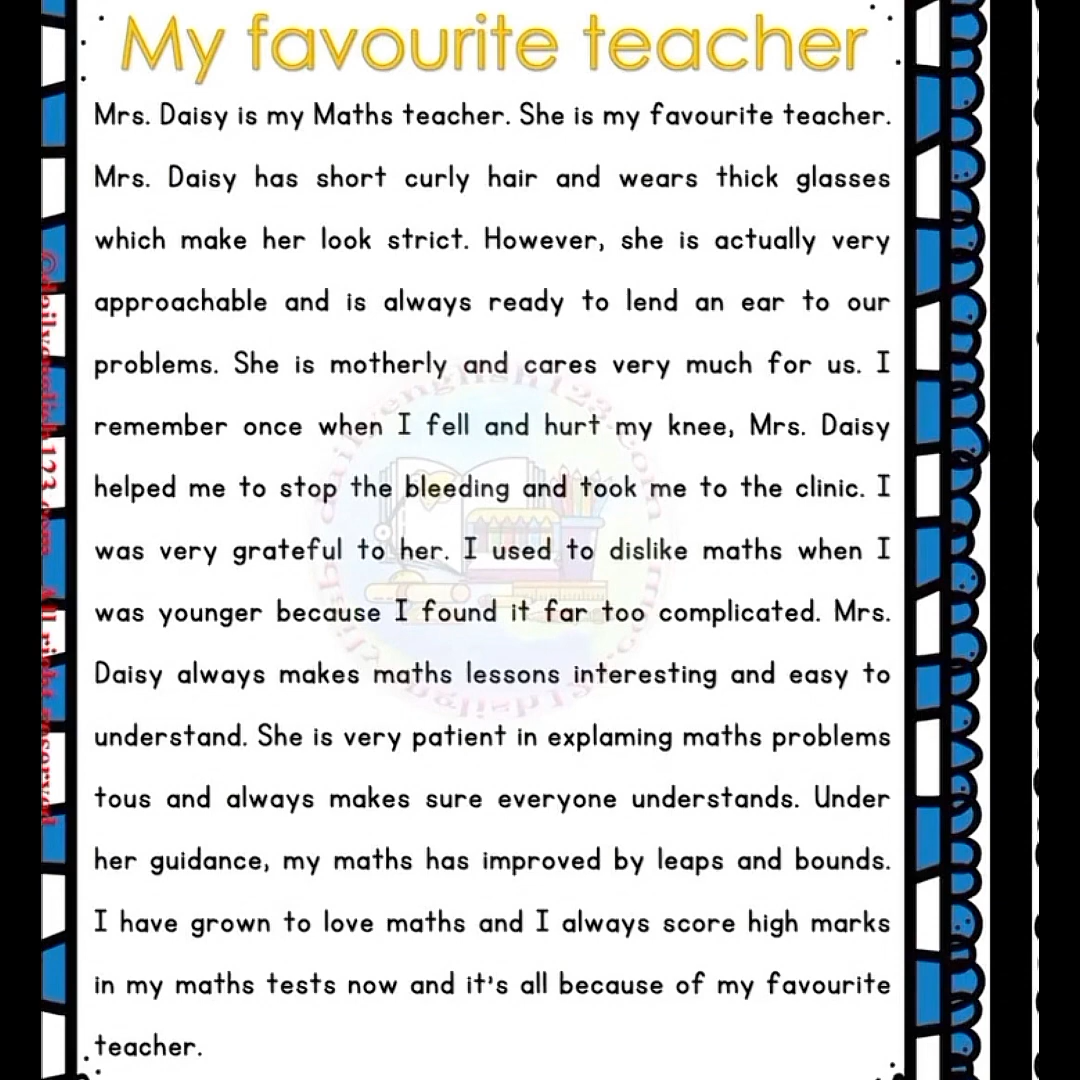 My favourite teacher
Mrs. Daisy is my Maths teacher. She is my favourite teacher.
Mrs. Daisy has short curly hair and wears thick glasses
which make her look strict. However, she is actually very
approachable and is always ready to lend an ear to our
problems. She is motherly and cares very much for us. I
remember once when I fell and hurt my knee, Mrs. Daisy
helped me to stop the bleeding and took me to the clinic. I
was very grateful to her. I used to dislike maths when I
was younger because I found it far too complicated. Mrs.
Daisy always makes maths lessons interesting and easy to
understand. She is very patient in explaming maths problems
tous and always makes sure everyone understands. Under
her guidance, my maths has improved by leaps and bounds.
I have grown to love maths and I always score high marks
in my maths tests now and it's all because of my favourite
teacher.
@dailyenglish123.com All right reserved
dailyenglish123.com